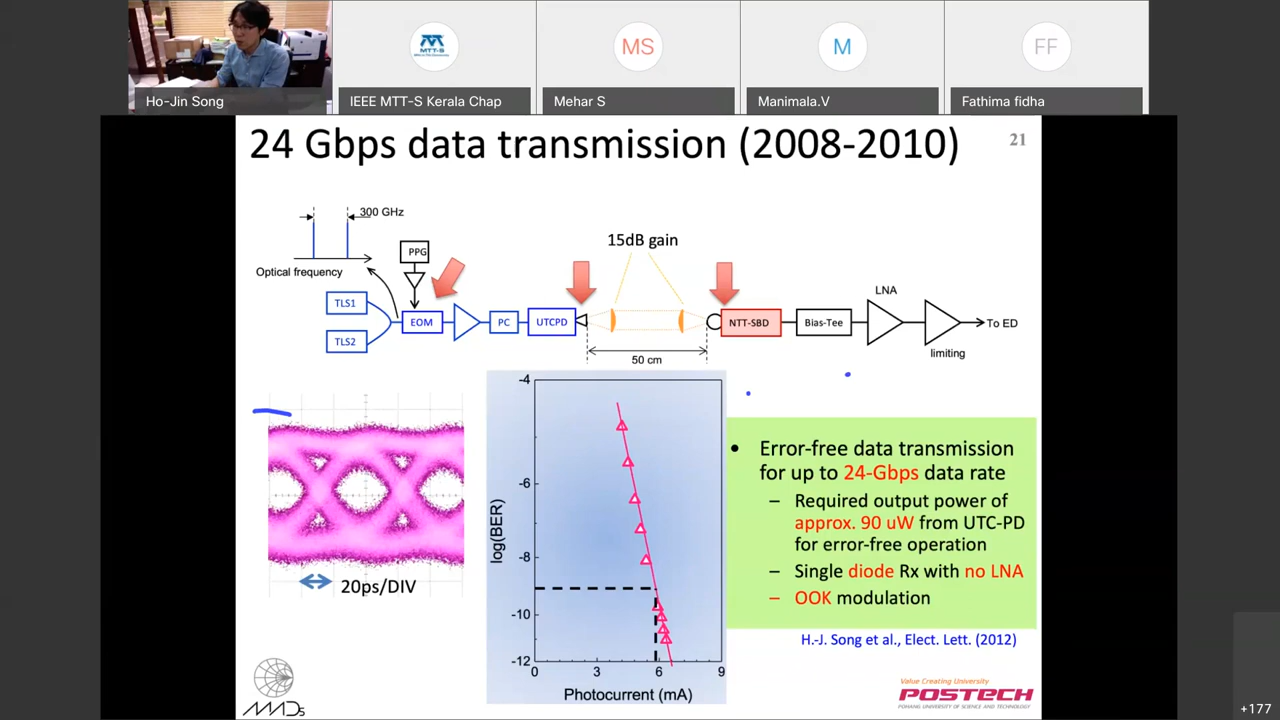 MTT-S
MS
M
FF
Ho-Jin Song
IEEE MTT-S Kerala Chap
Mehar S
Manimala.V
Fathima fidha
24 Gbps data transmission (2008-2010)
21
300 GHz
Optical frequency
PPG
TLS1
TLS2
EOM
PC
UTCPD
15dB gain
50 cm
NTT-SBD
Bias-Tee
LNA
limiting
To ED
20ps/DIV
log(BER)
-4
-6
-8
-10
-12
0
3
6
9
Photocurrent (mA)
• Error-free data transmission
for up to 24-Gbps data rate
– Required output power of
approx. 90 uW from UTC-PD
for error-free operation
– Single diode Rx with no LNA
– OOK modulation
H.-J. Song et al., Elect. Lett. (2012)
Value Creating University
POSTECH
POHANG UNIVERSITY OF SCIENCE AND TECHNOLOGY
+177